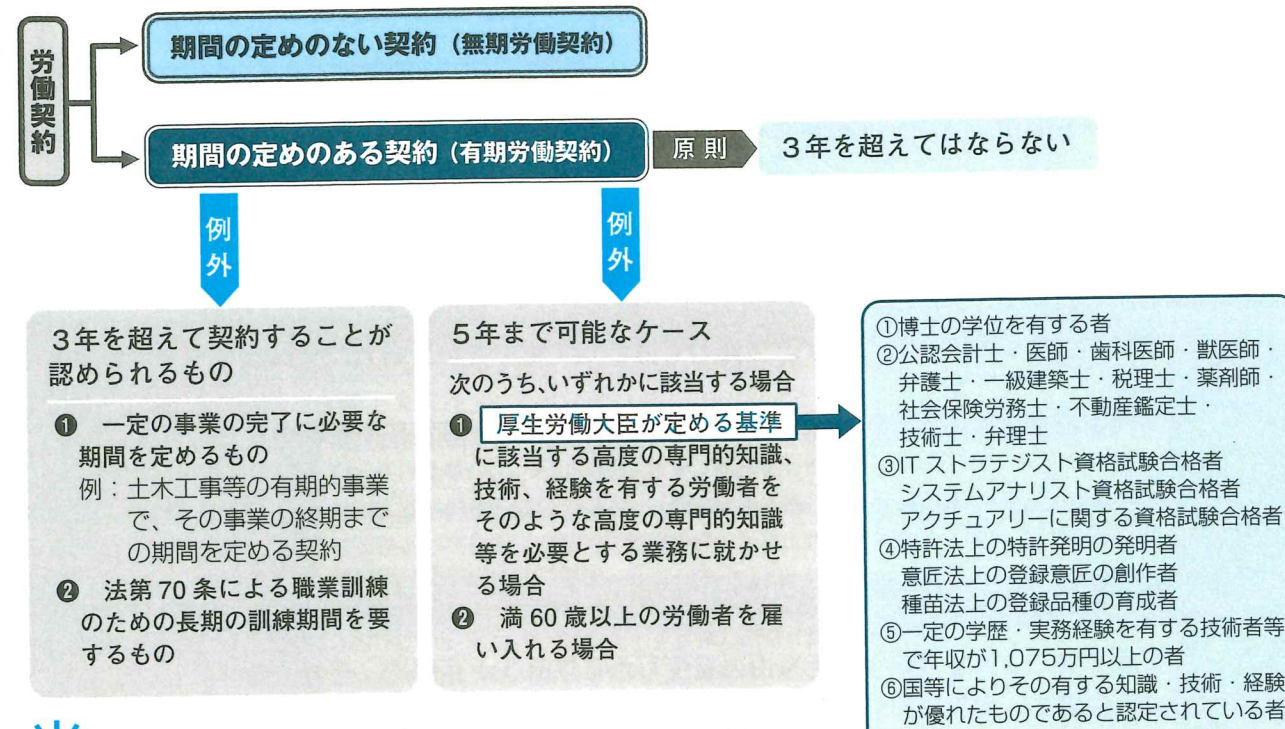 労働契約
期間の定めのない契約（無期労働契約）
期間の定めのある契約（有期労働契約）
原則
３年を超えてはならない
例外
例外
３年を超えて契約することが
認められるもの
❶　一定の事業の完了に必要な
期間を定めるもの
例：土木工事等の有期的事業
で、その事業の終期まで
の期間を定める契約
❷　法第70条による職業訓練
のための長期の訓練期間を要
するもの
５年まで可能なケース
次のうち、いずれかに該当する場合
❶　厚生労働大臣が定める基準
に該当する高度の専門的知識、
技術、経験を有する労働者を
そのような高度の専門的知識
等を必要とする業務に就かせ
る場合
❷　満60歳以上の労働者を雇
い入れる場合
①博士の学位を有する者
②公認会計士・医師・歯科医師・獣医師・
弁護士・一級建築士・税理士・薬剤師・
社会保険労務士・不動産鑑定士・
技術士・弁理士
③ITストラテジスト資格試験合格者
システムアナリスト資格試験合格者
アクチュアリーに関する資格試験合格者
④特許法上の特許発明の発明者
意匠法上の登録意匠の創作者
種苗法上の登録品種の育成者
⑤一定の学歴・実務経験を有する技術者等
で年収が1,075万円以上の者
⑥国等によりその有する知識・技術・経験
が優れたものであると認定されている者